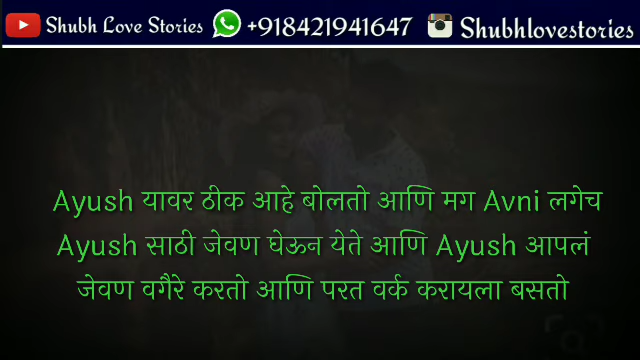 Shubh Love Stories +918421941647 Shubhlovestories
Ayush यावर ठीक आहे बोलतो आणि मग Avni लगेच
Ayush साठी जेवण घेऊन येते आणि Ayush आपलं
जेवण वगैरे करतो आणि परत वर्क करायला बसतो